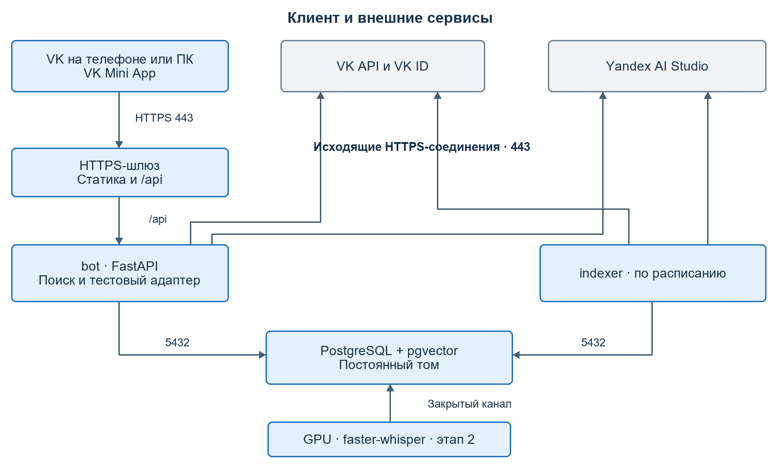 Клиент и внешние сервисы
VK на телефоне или ПК
VK Mini App
VK API и VK ID
Yandex AI Studio
HTTPS 443
Исходящие HTTPS-соединения · 443
HTTPS-шлюз
Статика и /api
/api
bot · FastAPI
Поиск и тестовый адаптер
indexer · по расписанию
5432
5432
PostgreSQL + pgvector
Постоянный том
Закрытый канал
GPU · faster-whisper · этап 2